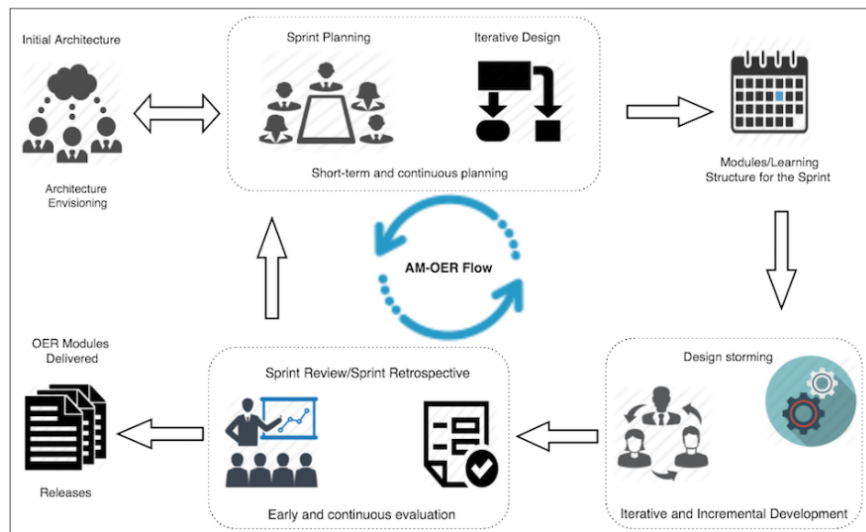 Initial Architecture
Architecture
Envisioning
Sprint Planning
Iterative Design
Short-term and continuous planning
Modules/Learning
Structure for the Sprint
AM-OER Flow
Design storming
Iterative and Incremental Development
Sprint Review/Sprint Retrospective
Early and continuous evaluation
OER Modules
Delivered
Releases